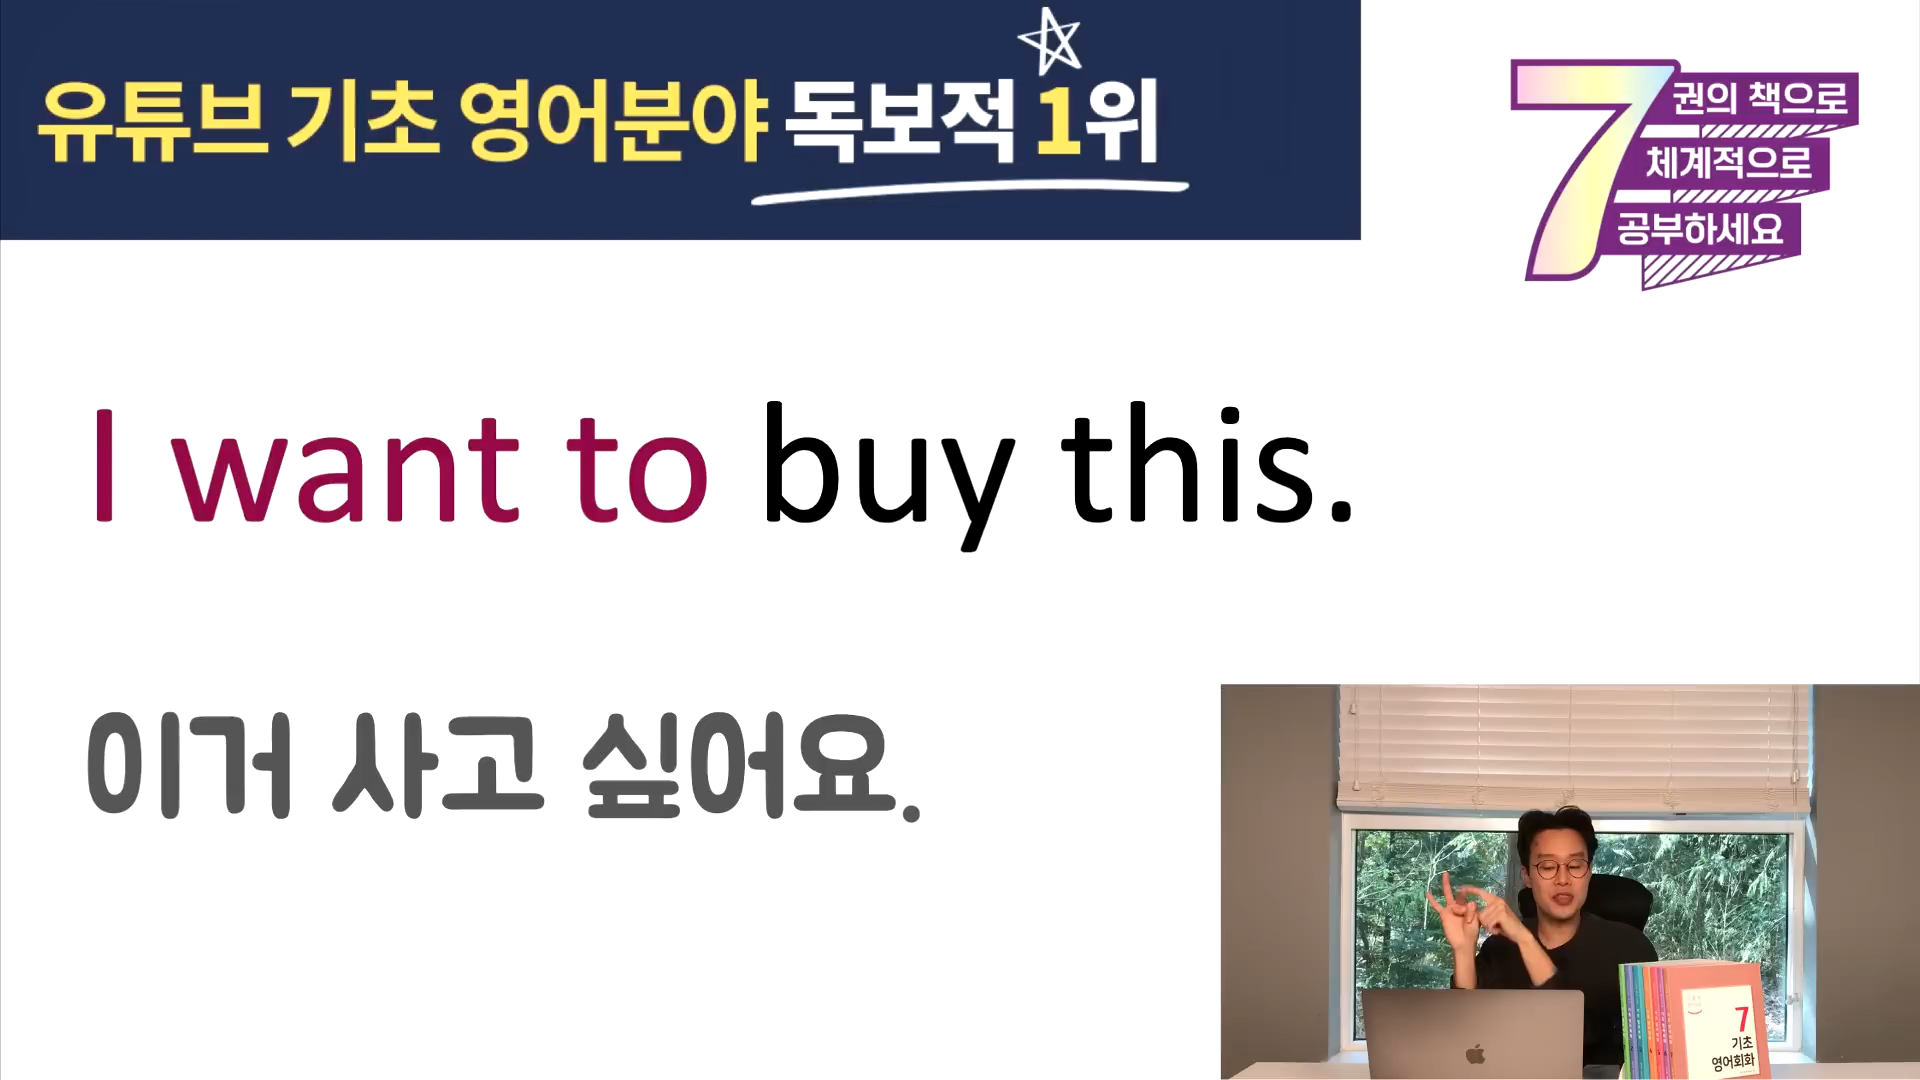 유튜브 기초 영어분야 독보적 1위
7권의 책으로
체계적으로
공부하세요
I want to buy this.
이거 사고 싶어요.
7
기초
영어회화